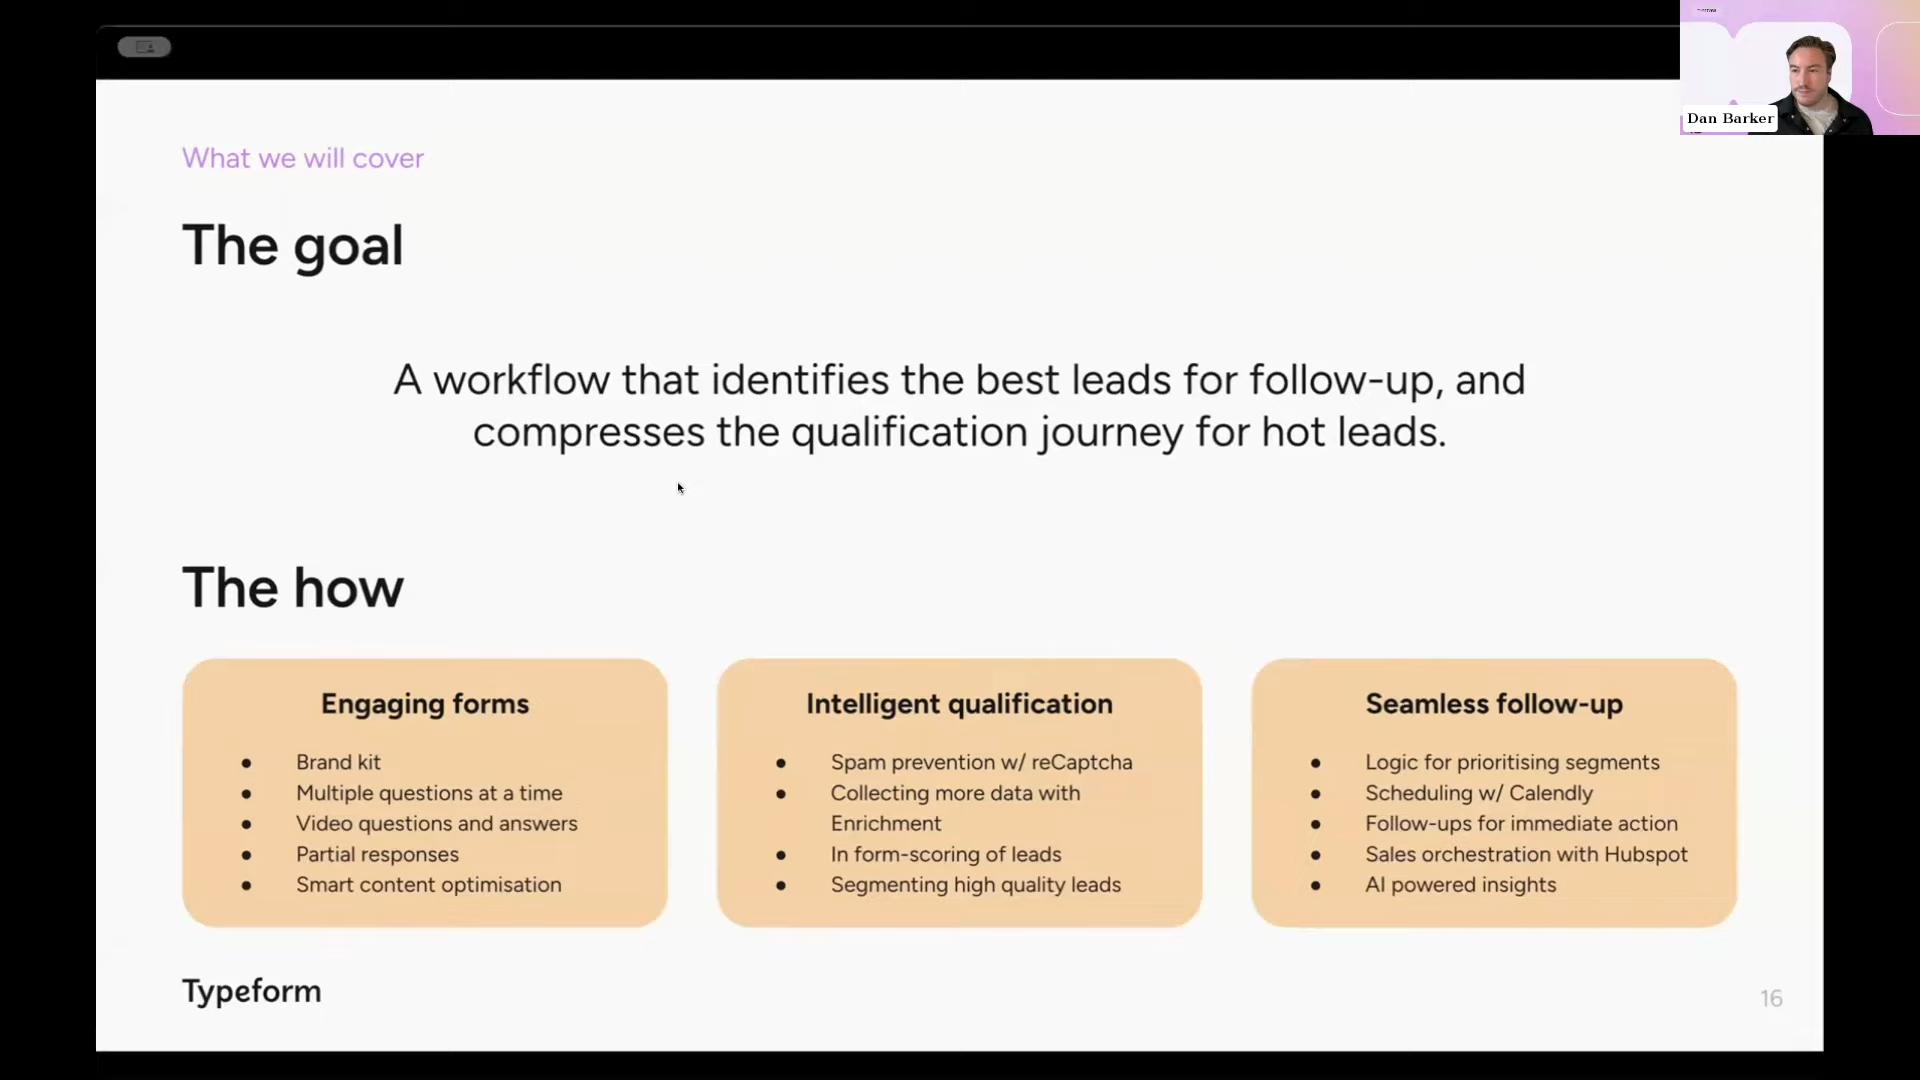 Dan Barker
What we will cover
The goal
A workflow that identifies the best leads for follow-up, and
compresses the qualification journey for hot leads.
The how
Engaging forms
Brand kit
Multiple questions at a time
Video questions and answers
Partial responses
Smart content optimisation
Intelligent qualification
Spam prevention w/ reCaptcha
Collecting more data with
Enrichment
In form-scoring of leads
Segmenting high quality leads
Seamless follow-up
Logic for prioritising segments
Scheduling w/ Calendly
Follow-ups for immediate action
Sales orchestration with Hubspot
AI powered insights
Typeform
16